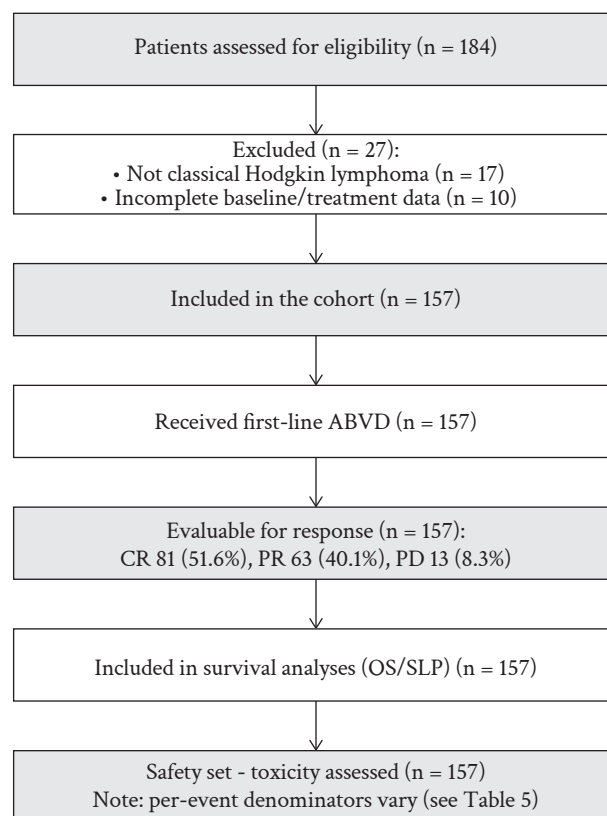 Patients assessed for eligibility (n = 184)
Excluded (n = 27):
• Not classical Hodgkin lymphoma (n = 17)
• Incomplete baseline/treatment data (n = 10)
Included in the cohort (n = 157)
Received first-line ABVD (n = 157)
Evaluable for response (n = 157):
CR 81 (51.6%), PR 63 (40.1%), PD 13 (8.3%)
Included in survival analyses (OS/SLP) (n = 157)
Safety set - toxicity assessed (n = 157)
Note: per-event denominators vary (see Table 5)